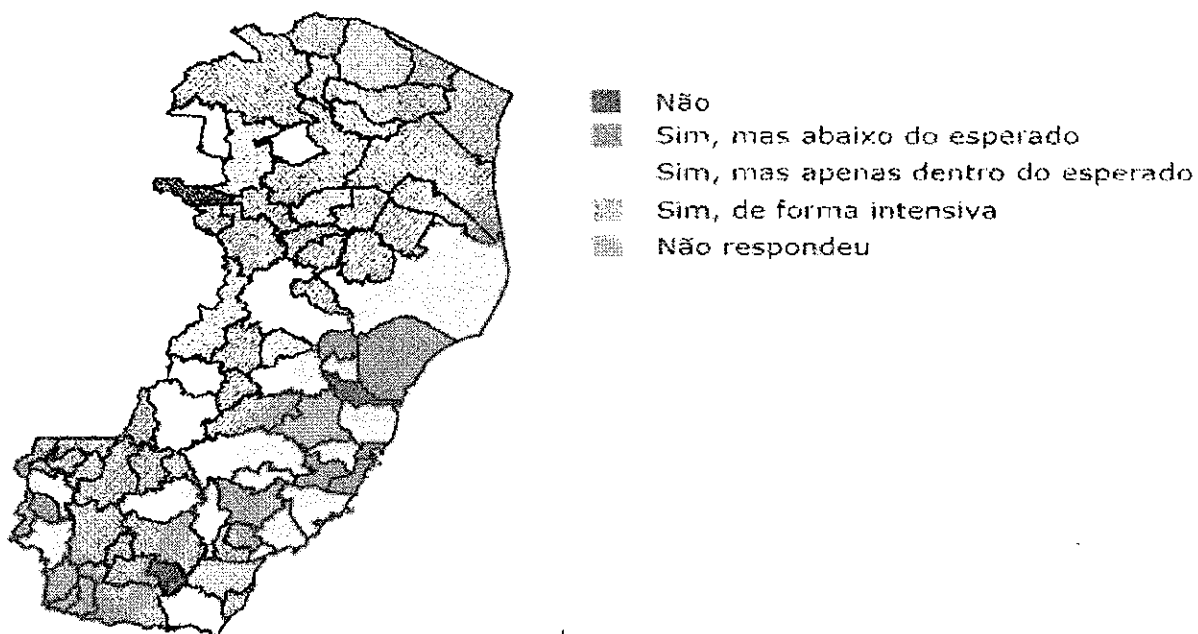 Não
Sim, mas abaixo do esperado
Sim, mas apenas dentro do esperado
Sim, de forma intensiva
Não respondeu